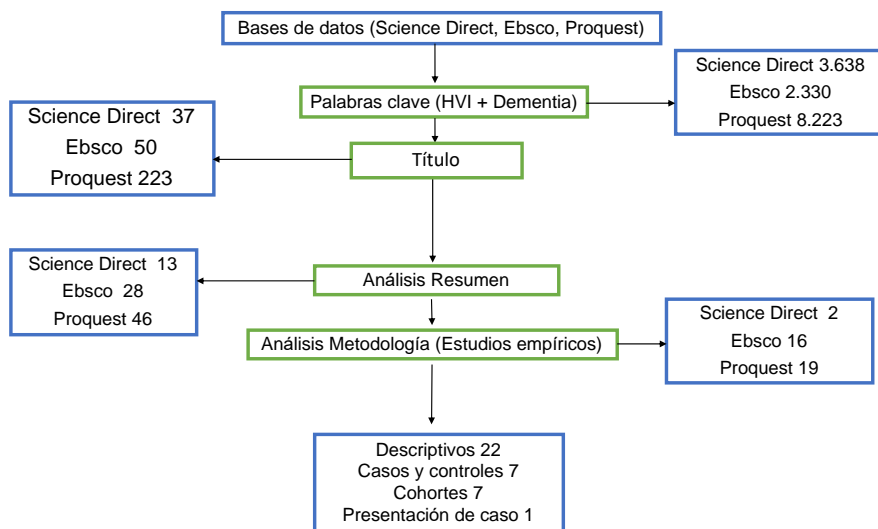 Bases de datos (Science Direct, Ebsco, Proquest)
Palabras clave (HVI + Dementia)
Science Direct 3.638
Ebsco 2.330
Proquest 8.223
Título
Science Direct 37
Ebsco 50
Proquest 223
Análisis Resumen
Science Direct 13
Ebsco 28
Proquest 46
Análisis Metodología (Estudios empíricos)
Science Direct 2
Ebsco 16
Proquest 19
Descriptivos 22
Casos y controles 7
Cohortes 7
Presentación de caso 1